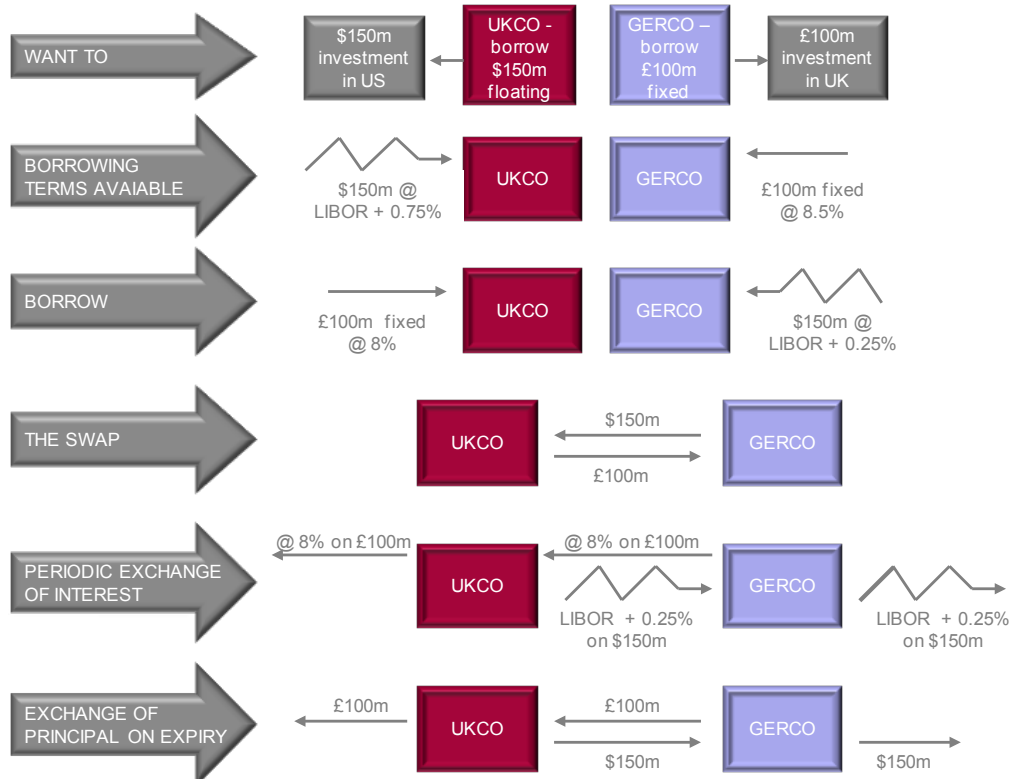 WANT TO
$150m
investment
in US
UKCO -
borrow
$150m
floating
GERCO –
borrow
£100m
fixed
£100m
investment
in UK
BORROWING
TERMS AVAIABLE
$150m @
LIBOR + 0.75%
UKCO
GERCO
£100m fixed
@ 8.5%
BORROW
£100m fixed
@ 8%
UKCO
GERCO
$150m @
LIBOR + 0.25%
THE SWAP
UKCO
$150m
£100m
GERCO
PERIODIC EXCHANGE
OF INTEREST
@ 8% on £100m
UKCO
@ 8% on £100m
LIBOR + 0.25%
on $150m
GERCO
LIBOR + 0.25%
on $150m
EXCHANGE OF
PRINCIPAL ON EXPIRY
£100m
UKCO
£100m
$150m
GERCO
$150m